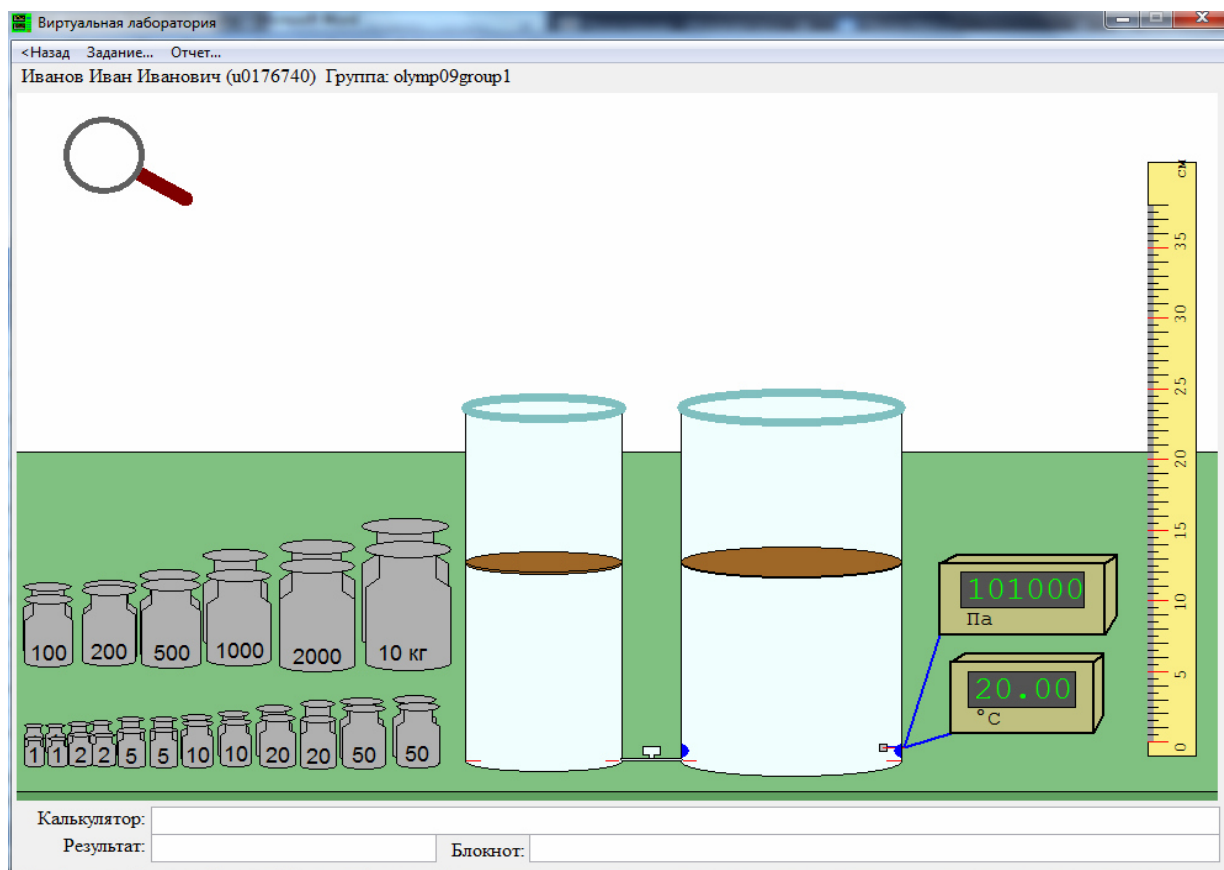 Виртуальная лаборатория
<Назад Задание... Отчет...
Иванов Иван Иванович (u0176740) Группа: olymp09group1
см
35
30
25
20
15
10
5
0
101000
Па
20.00
°C
100 200 500 1000 2000 10 кг
1 1 2 2 5 5 10 10 20 20 50 50
Калькулятор:
Результат:
Блокнот: